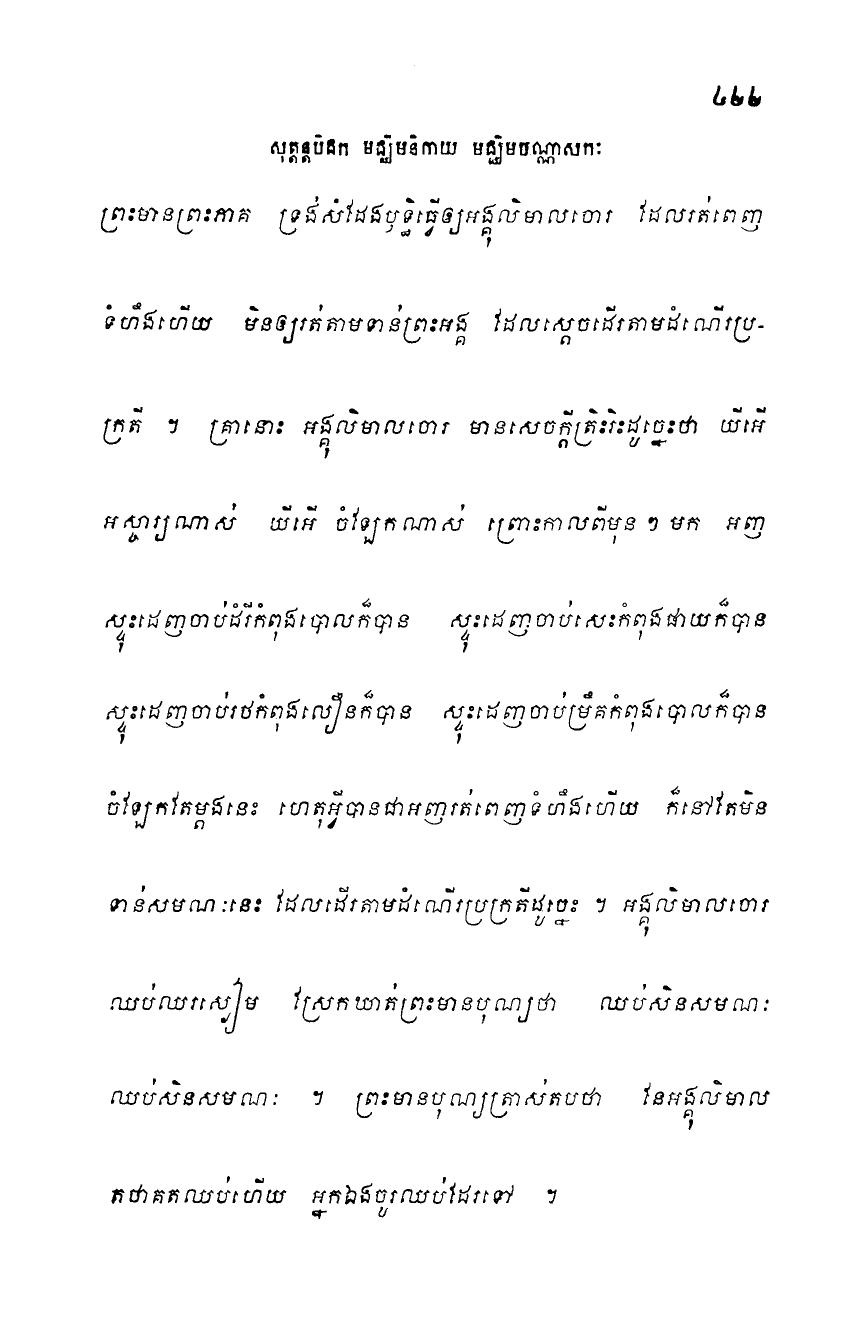 ៤២២
សុត្តន្តបិដក មជ្ឈិមនិកាយ មជ្ឈិមបណ្ណាសកៈ
ព្រះមានព្រះភាគ ទ្រង់សំដែងឫទ្ធិធ្វើឲ្យអង្គុលិមាលចោរ ដែលរត់ពេញ
ទំហឹងហើយ មិនឲ្យរត់តាមទាន់ព្រះអង្គ ដែលស្តេចដើរតាមដំណើរប្រ-
ក្រតី ។ គ្រានោះ អង្គុលិមាលចោរ មានសេចក្តីត្រិះរិះដូច្នេះថា យីអើ
អស្ចារ្យណាស់ យីអើ ចំឡែកណាស់ ព្រោះកាលពីមុន ៗ មក អញ
ស្ទុះដេញចាប់ដំរីកំពុងបោលក៏បាន ស្ទុះដេញចាប់សេះកំពុងផាយក៏បាន
ស្ទុះដេញចាប់រថកំពុងលឿនក៏បាន ស្ទុះដេញចាប់ម្រឹគកំពុងបោលក៏បាន
ចំឡែកតែម្តងនេះ ហេតុអ្វីបានជាអញរត់ពេញទំហឹងហើយ ក៏នៅតែមិន
ទាន់សមណៈនេះ ដែលដើរតាមដំណើរប្រក្រតីដូច្នេះ ។ អង្គុលិមាលចោរ
ឈប់ឈរស្ងៀម ស្រែកឃាត់ព្រះមានបុណ្យថា ឈប់សិនសមណៈ
ឈប់សិនសមណៈ ។ ព្រះមានបុណ្យត្រាស់តបថា នែអង្គុលិមាល
តថាគតឈប់ហើយ អ្នកឯងចូរឈប់ដែរទៅ ។